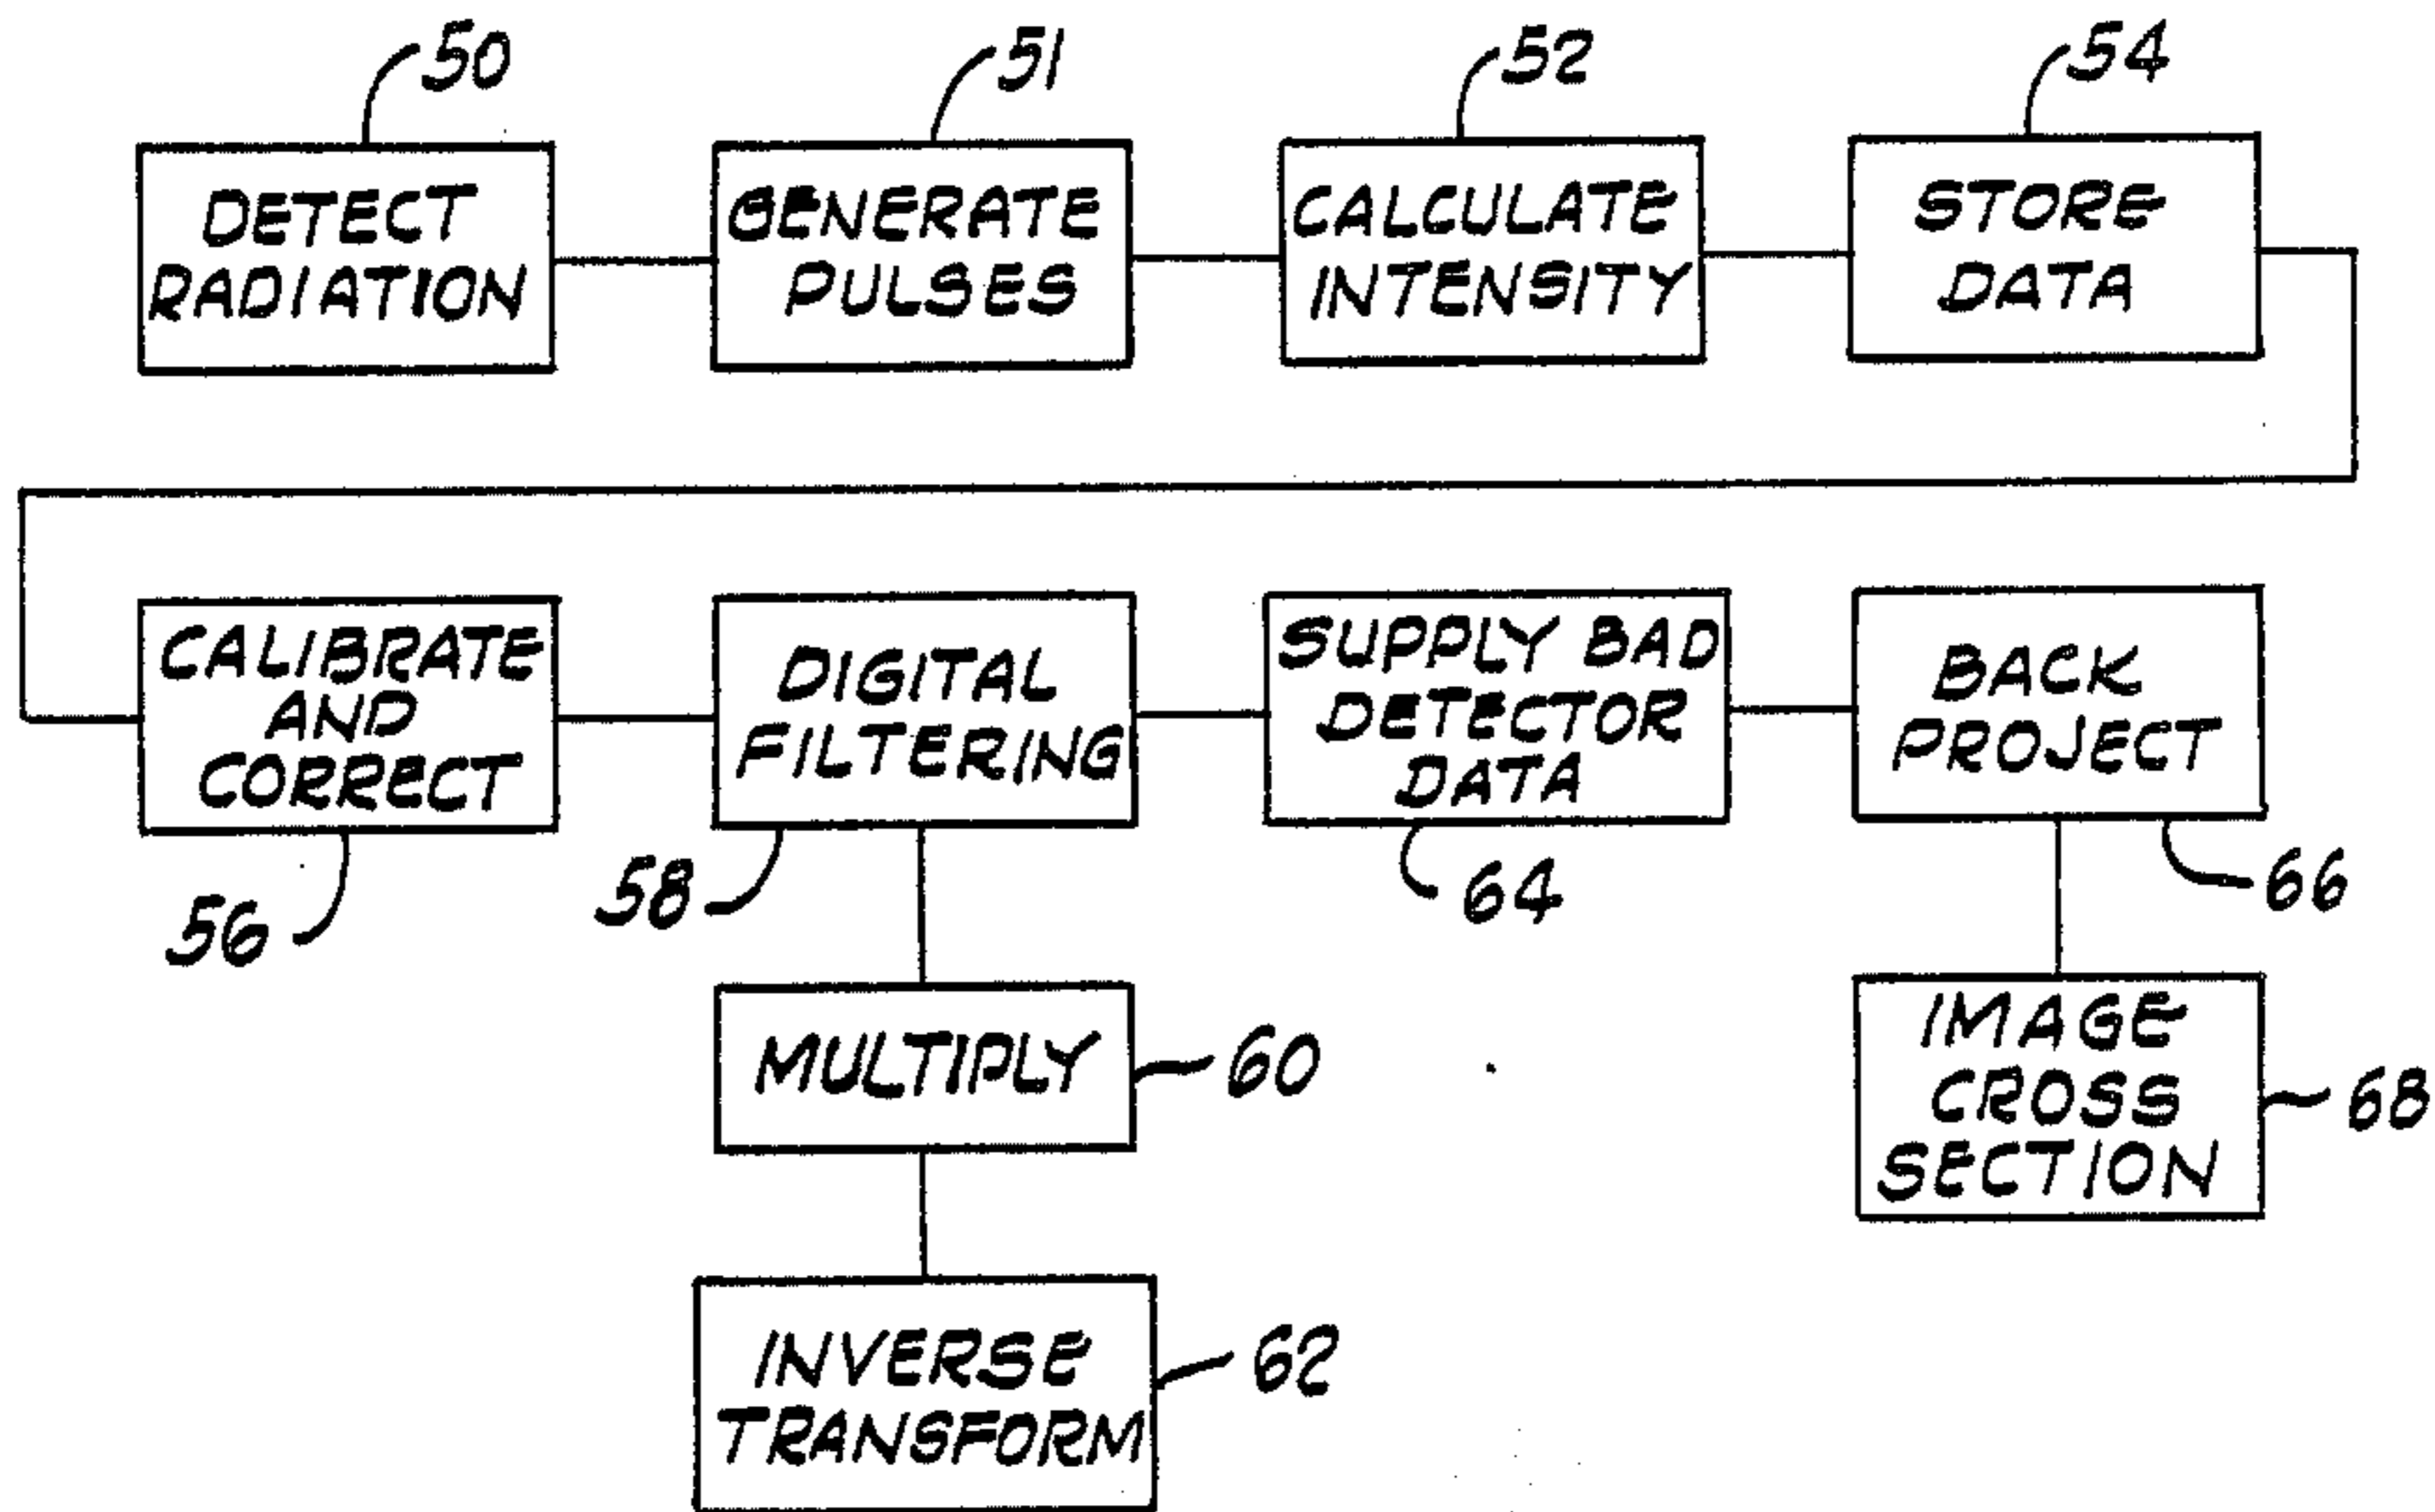 50
51
52
54
DETECT
RADIATION
GENERATE
PULSES
CALCULATE
INTENSITY
STORE
DATA
CALIBRATE
AND
CORRECT
DIGITAL
FILTERING
SUPPLY BAD
DETECTOR
DATA
BACK
PROJECT
56
58
64
66
MULTIPLY
60
IMAGE
CROSS
SECTION
68
INVERSE
TRANSFORM
62